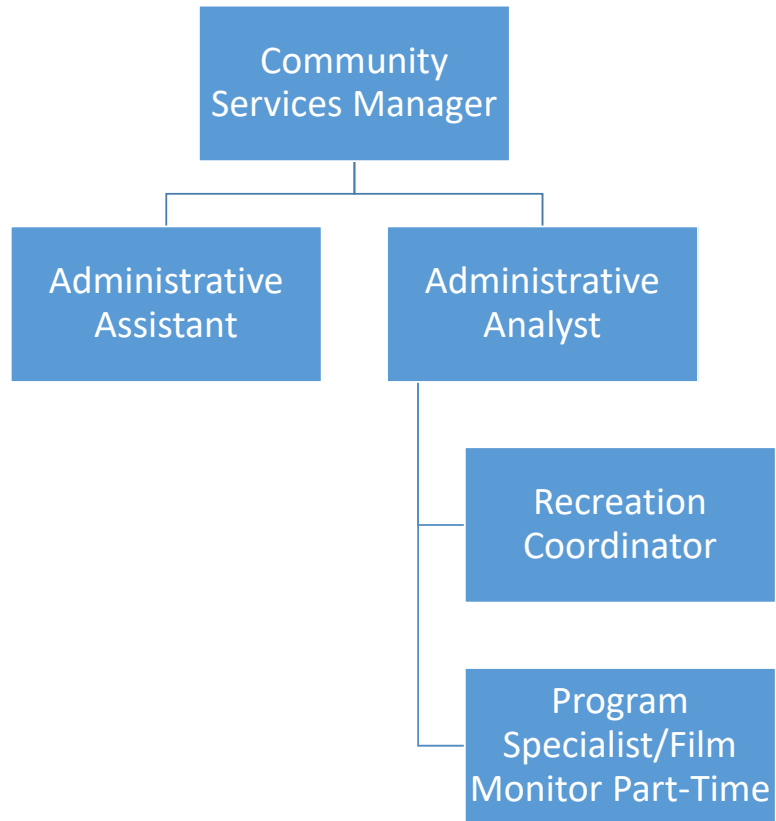 Community
Services Manager
Administrative
Assistant
Administrative
Analyst
Recreation
Coordinator
Program
Specialist/Film
Monitor Part-Time